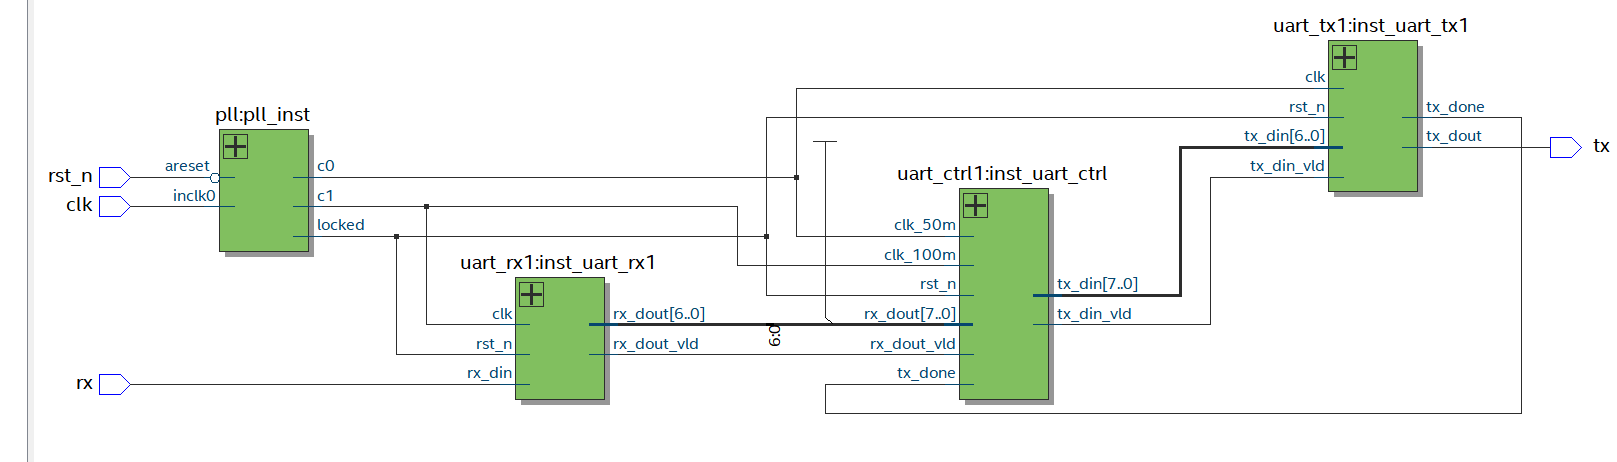 uart_tx1:inst_uart_tx1
clk
rst_n
tx_din[6..0]
tx_din_vld
tx_done
tx_dout
tx
pll:pll_inst
rst_n
clk
areset
inclk0
c0
c1
locked
uart_ctrl1:inst_uart_ctrl
clk_50m
clk_100m
rst_n
rx_dout[7..0]
rx_dout_vld
tx_done
tx_din[7..0]
tx_din_vld
uart_rx1:inst_uart_rx1
clk
rst_n
rx_din
rx_dout[6..0]
rx_dout_vld
6:0
rx